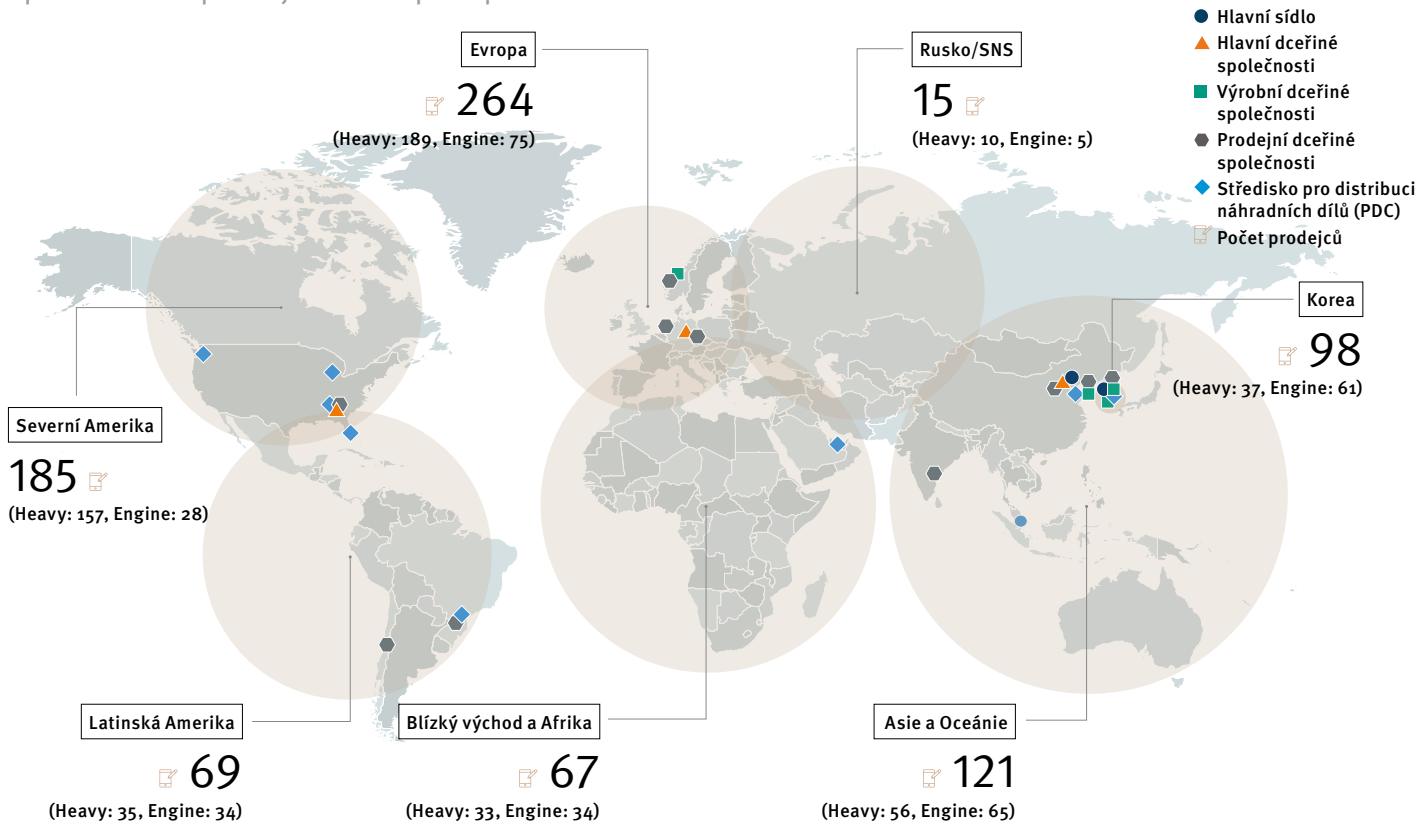 Hlavní sídlo
Hlavní dceřiné
společnosti
Výrobní dceřiné
společnosti
Prodejní dceřiné
společnosti
Středisko pro distribuci
náhradních dílů (PDC)
Počet prodejců
Evropa
264
(Heavy: 189, Engine: 75)
Rusko/SNS
15
(Heavy: 10, Engine: 5)
Korea
98
(Heavy: 37, Engine: 61)
Severní Amerika
185
(Heavy: 157, Engine: 28)
Latinská Amerika
69
(Heavy: 35, Engine: 34)
Blízký východ a Afrika
67
(Heavy: 33, Engine: 34)
Asie a Oceánie
121
(Heavy: 56, Engine: 65)